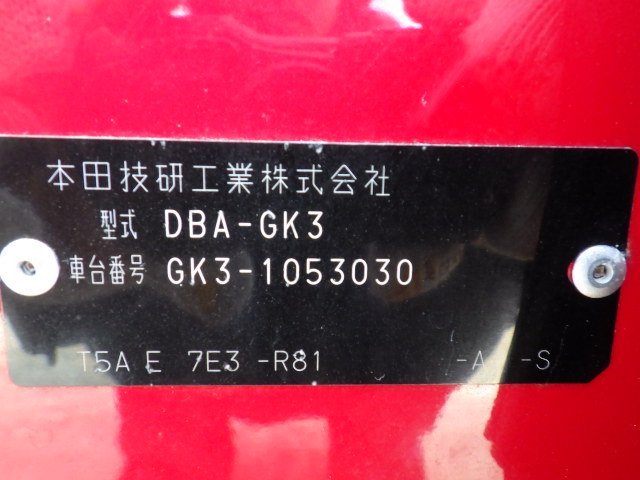 本田技研工業株式会社
型式 DBA-GK3
車台番号 GK3-1053030
T5A E 7E3 -R81 -A -S